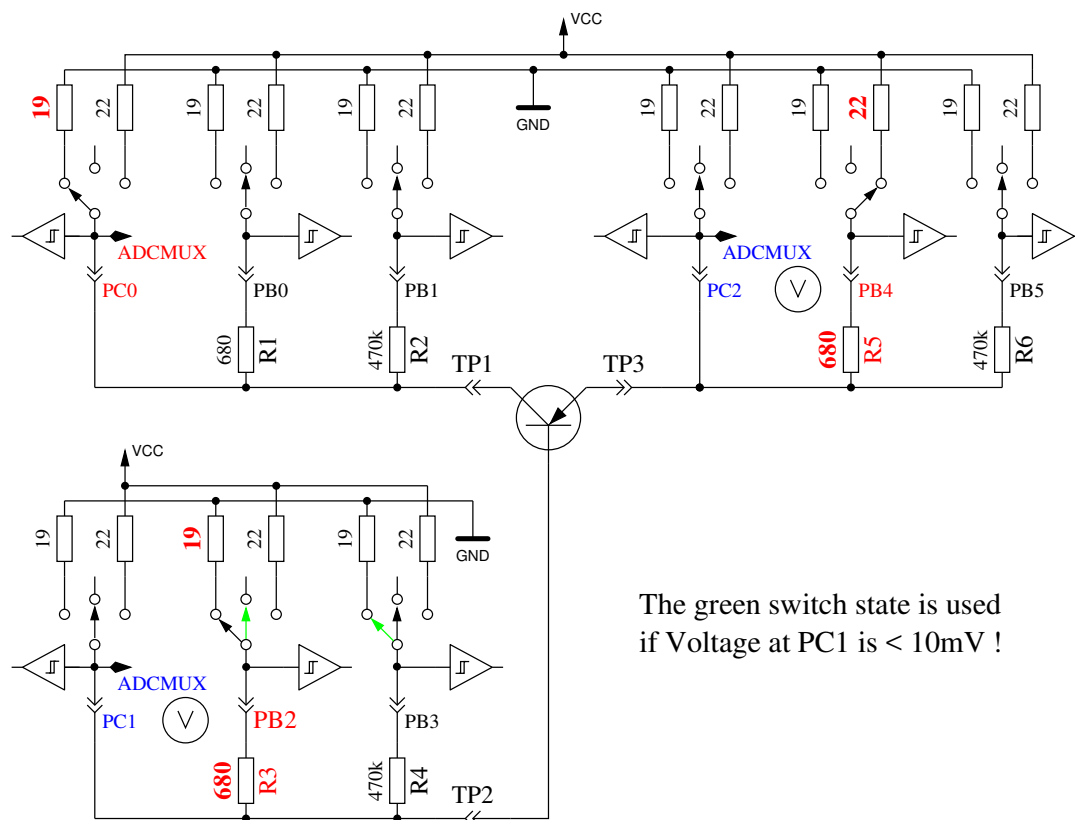 VCC
19
22
19
22
19
22
GND
19
22
19
22
19
22
ADCMUX
PC0
PB0
PB1
ADCMUX
PC2
V
PB4
PB5
680
R1
470k
R2
TP1
TP3
680
R5
470k
R6
VCC
19
22
19
22
19
22
GND
The green switch state is used
if Voltage at PC1 is < 10mV !
ADCMUX
PC1
V
PB2
PB3
680
R3
470k
R4
TP2